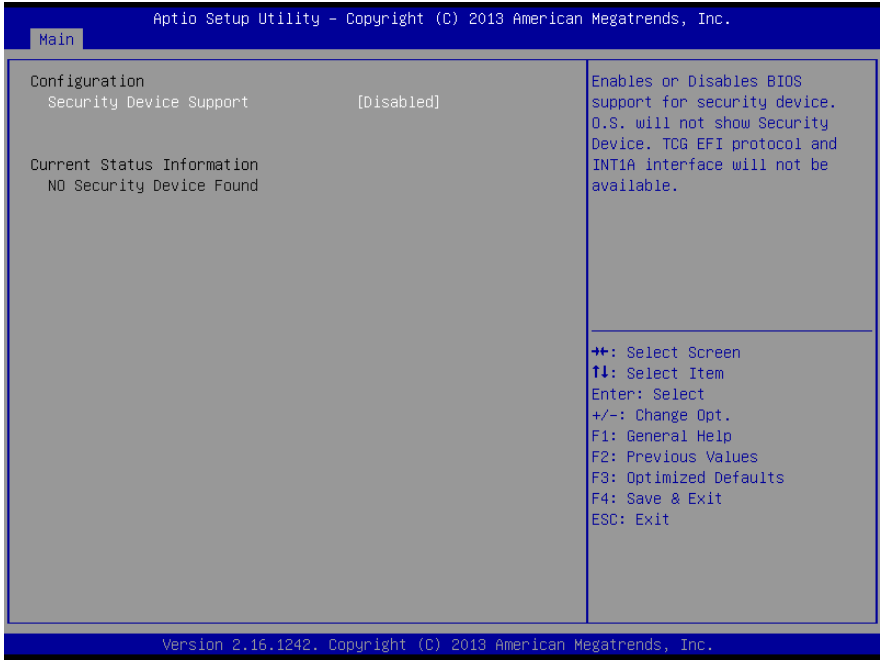 Aptio Setup Utility – Copyright (C) 2013 American Megatrends, Inc.
Main
Configuration
Security Device Support [Disabled]
Current Status Information
NO Security Device Found
Enables or Disables BIOS
support for security device.
O.S. will not show Security
Device. TCG EFI protocol and
INT1A interface will not be
available.
→←: Select Screen
↑↓: Select Item
Enter: Select
+/-: Change Opt.
F1: General Help
F2: Previous Values
F3: Optimized Defaults
F4: Save & Exit
ESC: Exit
Version 2.16.1242. Copyright (C) 2013 American Megatrends, Inc.